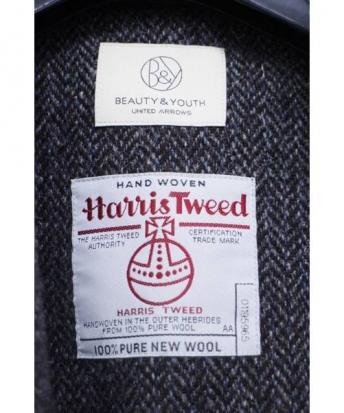 B&Y
BEAUTY & YOUTH
UNITED ARROWS
HAND WOVEN
Harris Tweed
THE HARRIS TWEED AUTHORITY
CERTIFICATION TRADE MARK
HARRIS TWEED
HANDWOVEN IN THE OUTER HEBRIDES
FROM 100% PURE WOOL
AA
100% PURE NEW WOOL